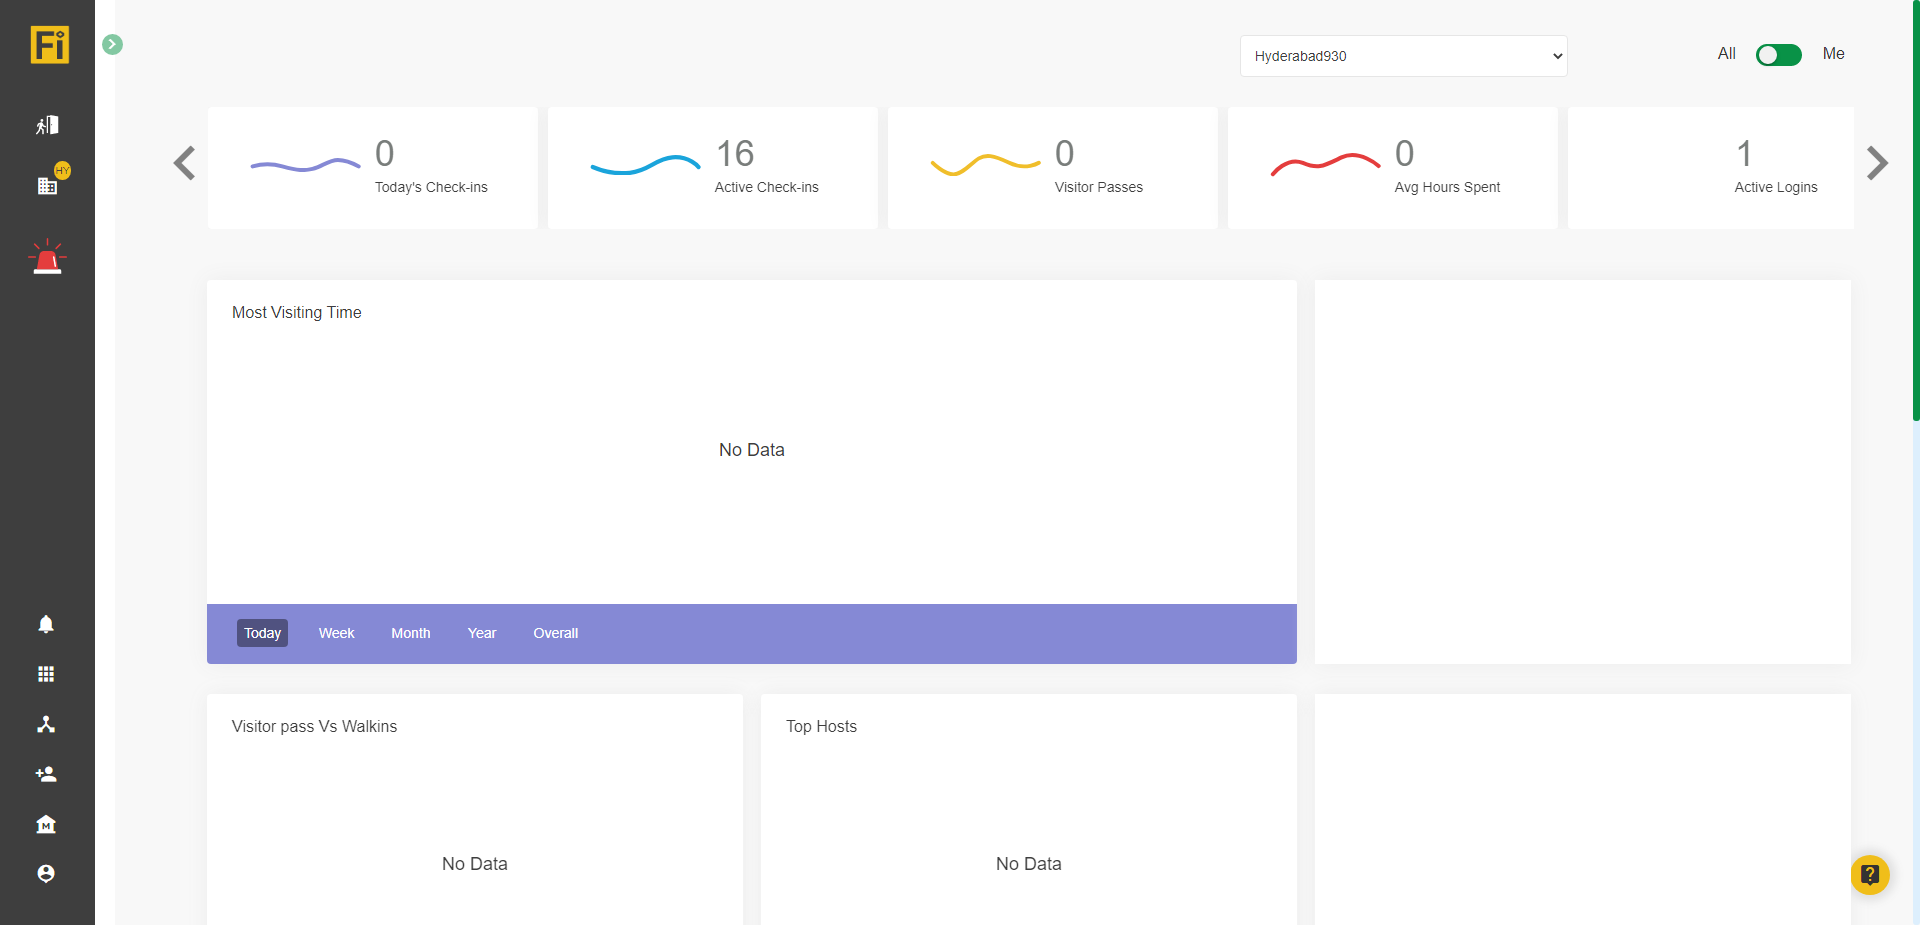 Fi
HY
Hyderabad930
All
Me
0
Today's Check-ins
16
Active Check-ins
0
Visitor Passes
0
Avg Hours Spent
1
Active Logins
Most Visiting Time
No Data
Today Week Month Year Overall
Visitor pass Vs Walkins
No Data
Top Hosts
No Data
M
?